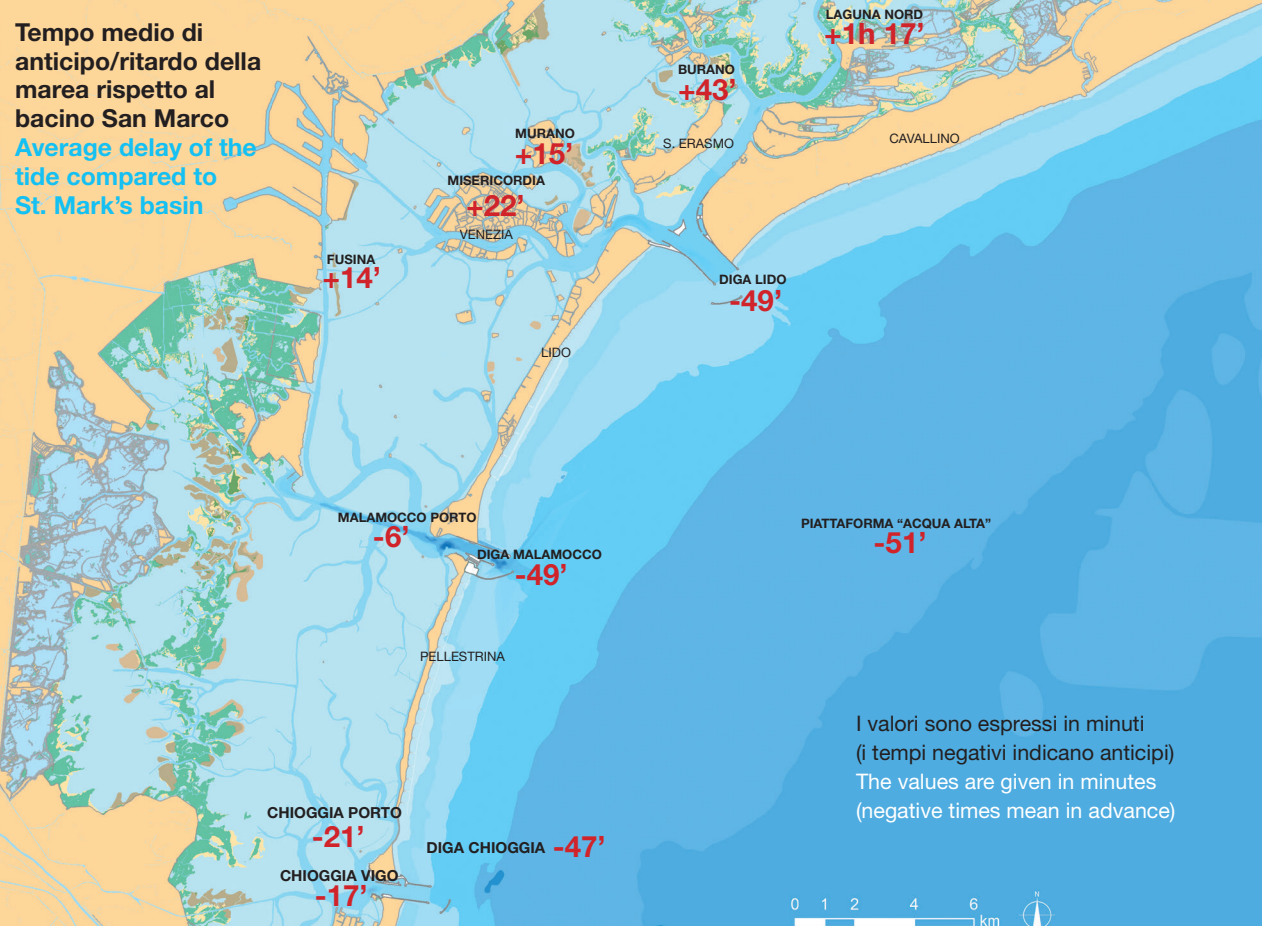 Tempo medio di
anticipo/ritardo della
marea rispetto al
bacino San Marco
Average delay of the
tide compared to
St. Mark's basin
LAGUNA NORD
+1h 17’
BURANO
+43’
MURANO
+15’
S. ERASMO
CAVALLINO
MISERICORDIA
+22’
VENEZIA
FUSINA
+14’
DIGA LIDO
-49’
LIDO
MALAMOCCO PORTO
-6’
DIGA MALAMOCCO
-49’
PIATTAFORMA “ACQUA ALTA”
-51’
PELLESTRINA
I valori sono espressi in minuti
(i tempi negativi indicano anticipi)
The values are given in minutes
(negative times mean in advance)
CHIOGGIA PORTO
-21’
DIGA CHIOGGIA -47’
CHIOGGIA VIGO
-17’
0 1 2 4 6
km
N